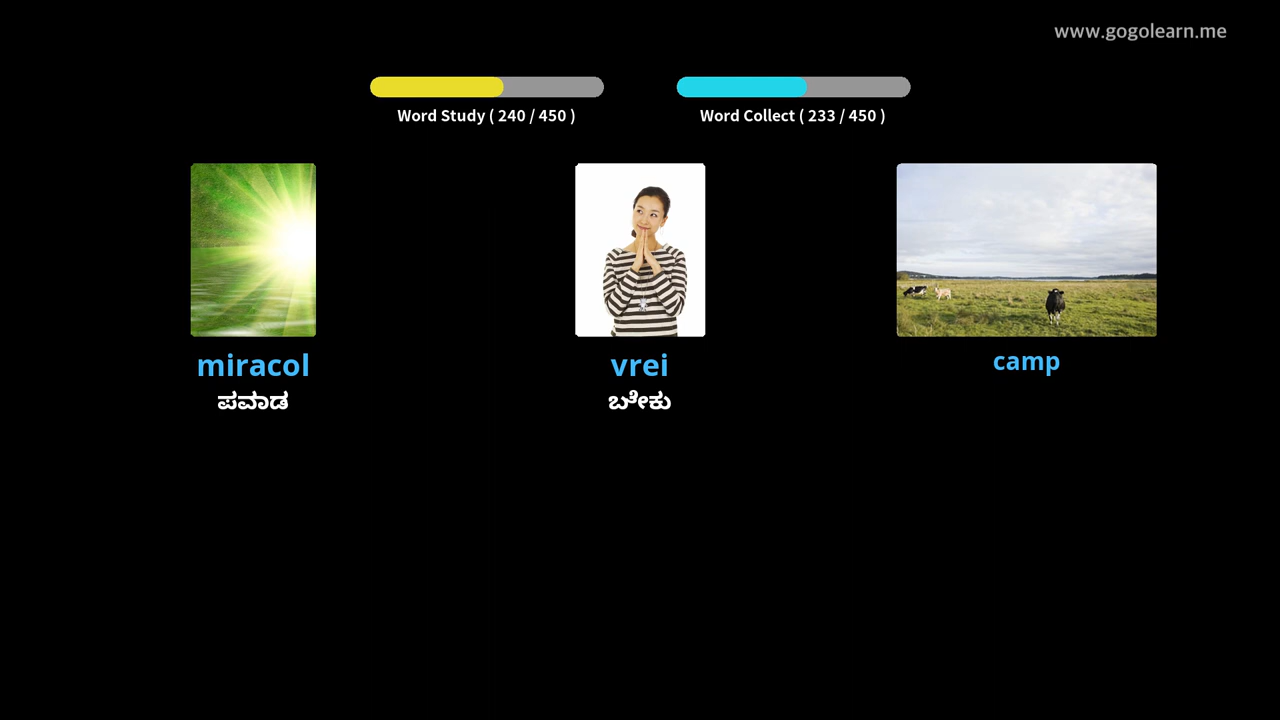 www.gogolearn.me
Word Study ( 240 / 450 )
Word Collect ( 233 / 450 )
miracol
ಪವಾಡ
vrei
ಬೇಕು
camp